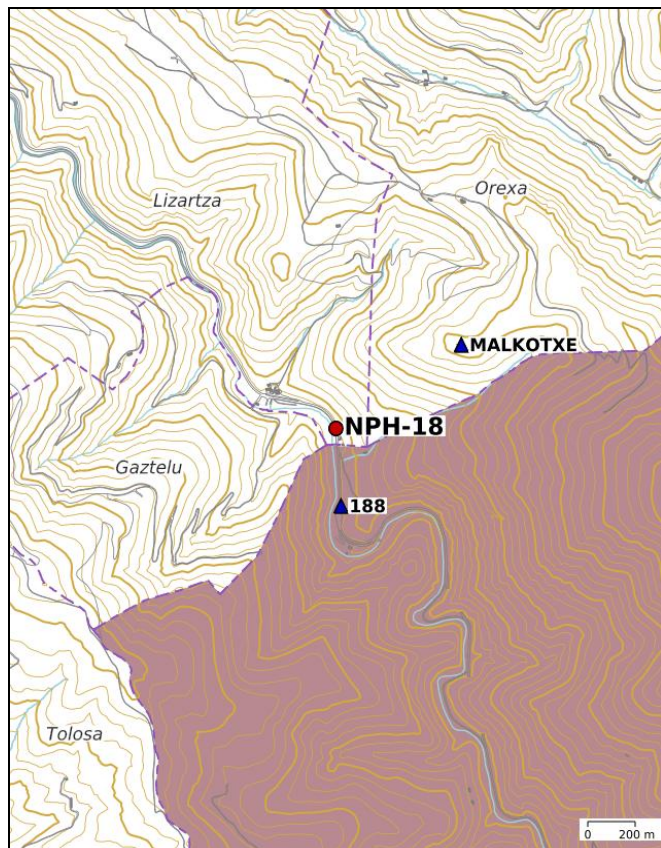 Lizartza
Orexa
MALKOTXE
NPH-18
Gaztelu
188
Tolosa
0 200 m